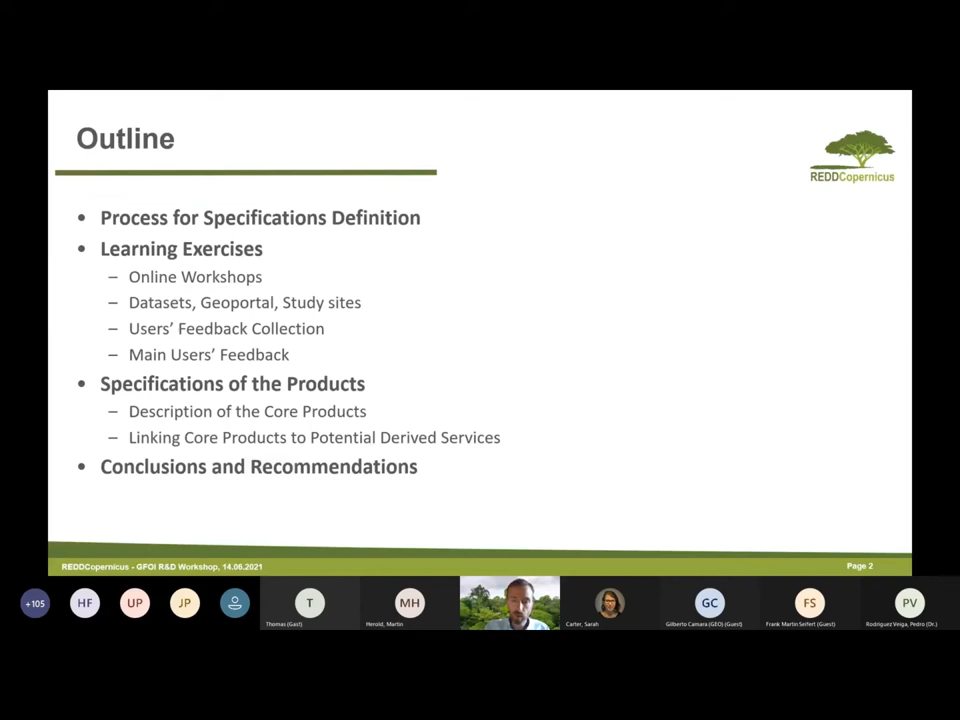 Outline
REDDCopernicus
• Process for Specifications Definition
• Learning Exercises
– Online Workshops
– Datasets, Geoportal, Study sites
– Users’ Feedback Collection
– Main Users’ Feedback
• Specifications of the Products
– Description of the Core Products
– Linking Core Products to Potential Derived Services
• Conclusions and Recommendations
REDDCopernicus - GFOI R&D Workshop, 14.06.2021
Page 2
+105
HF
UP
JP
T
MH
GC
FS
PV
Thomas (Gast)
Herold, Martin
Carter, Sarah
Gilberto Camara (GEO) (Guest)
Frank Martin Seifert (Guest)
Rodriguez Veiga, Pedro (Dr.)